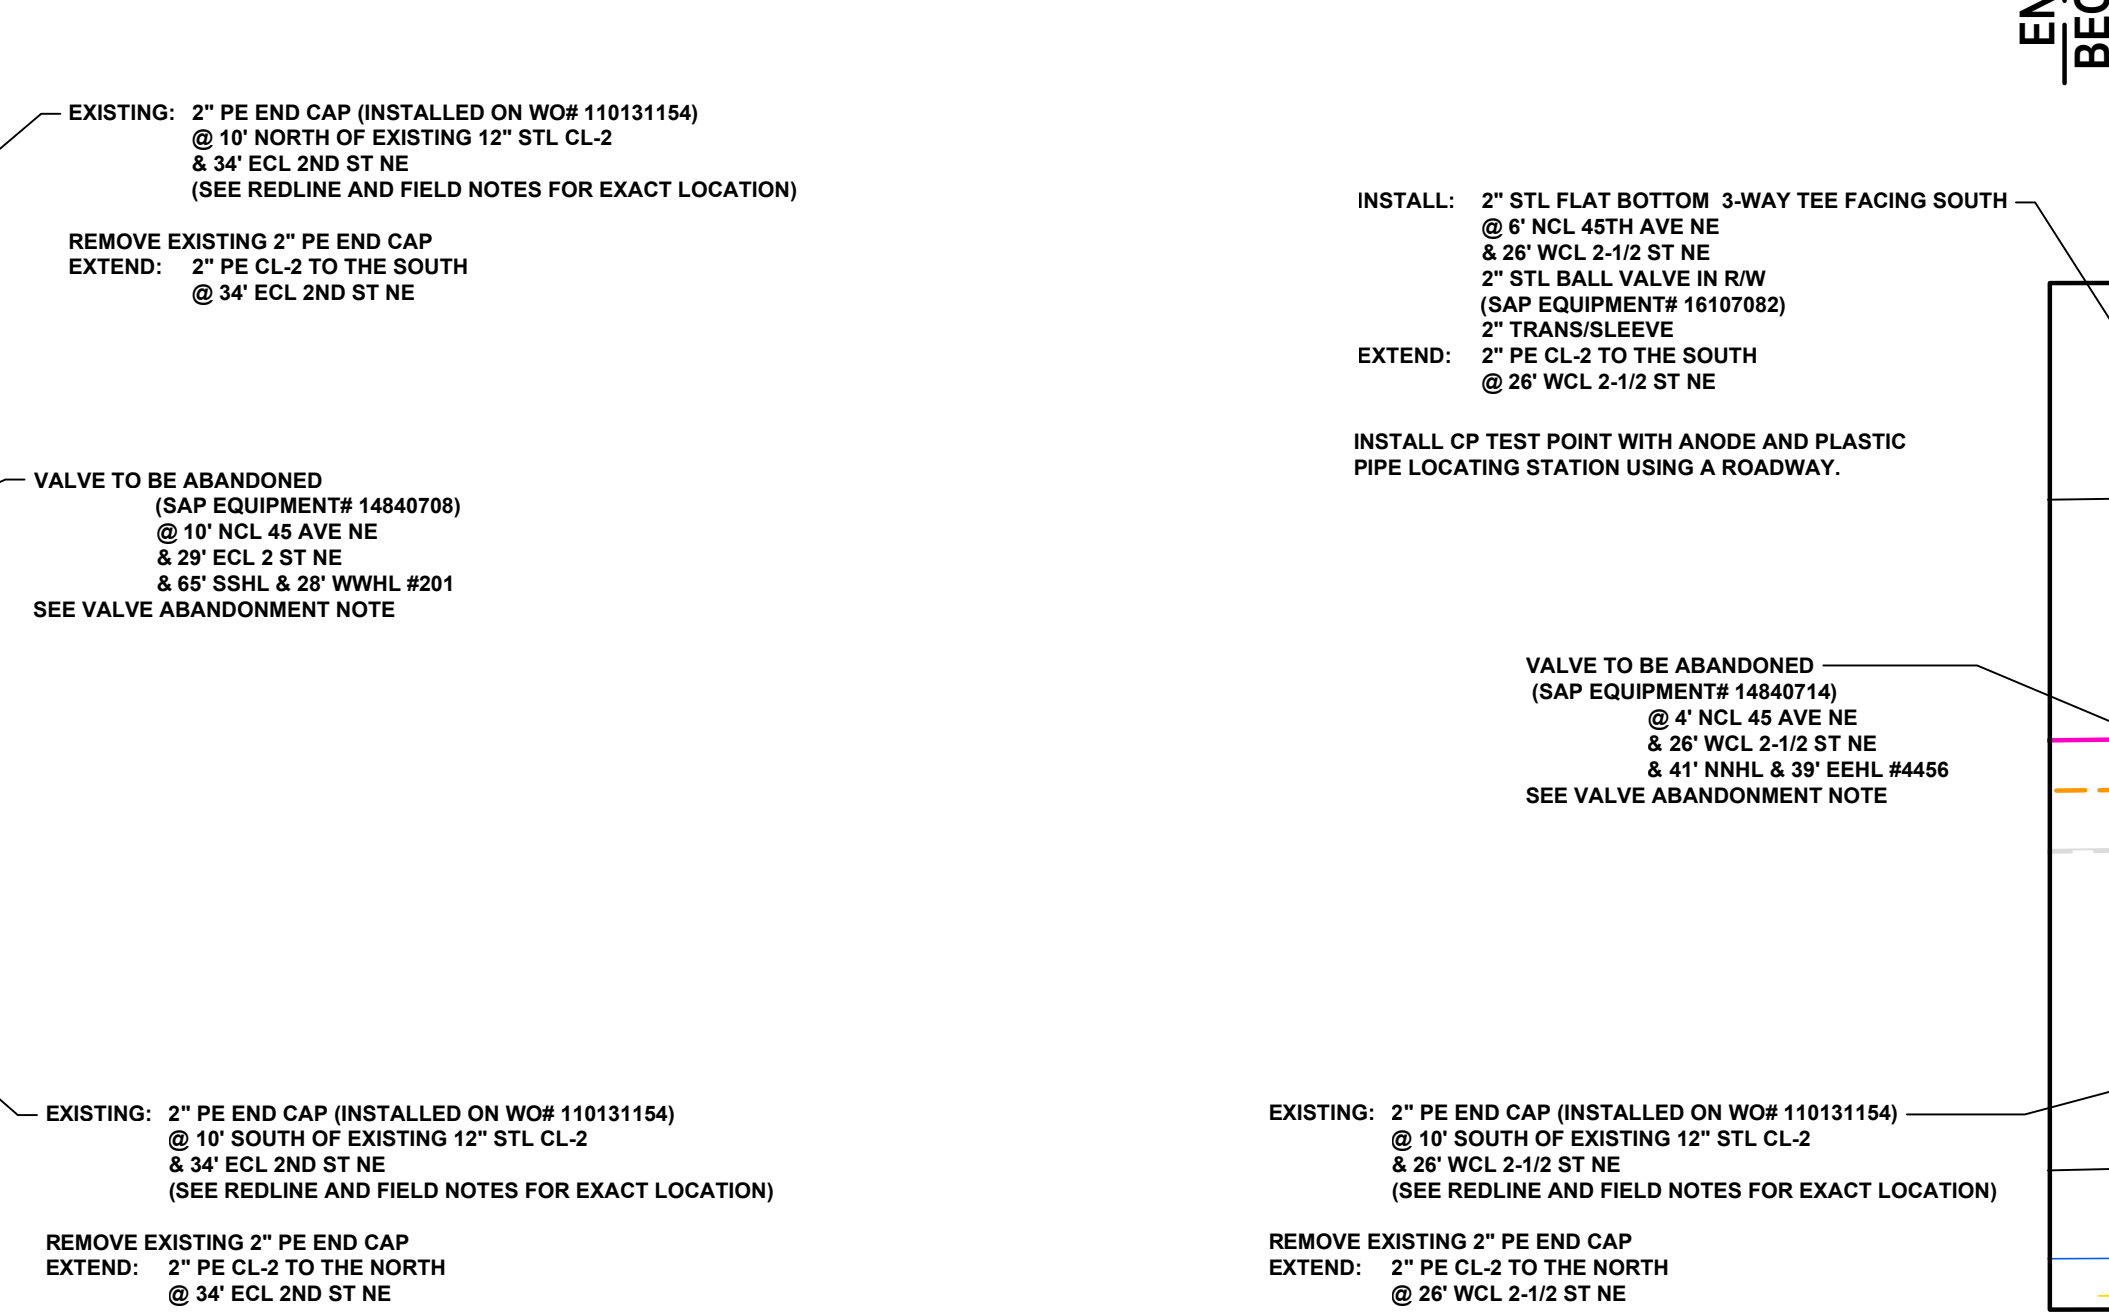 EXISTING: 2" PE END CAP (INSTALLED ON WO# 110131154)
@ 10' NORTH OF EXISTING 12" STL CL-2
& 34' ECL 2ND ST NE
(SEE REDLINE AND FIELD NOTES FOR EXACT LOCATION)
REMOVE EXISTING 2" PE END CAP
EXTEND: 2" PE CL-2 TO THE SOUTH
@ 34' ECL 2ND ST NE
VALVE TO BE ABANDONED
(SAP EQUIPMENT# 14840708)
@ 10' NCL 45 AVE NE
& 29' ECL 2 ST NE
& 65' SSHL & 28' WWHL #201
SEE VALVE ABANDONMENT NOTE
EXISTING: 2" PE END CAP (INSTALLED ON WO# 110131154)
@ 10' SOUTH OF EXISTING 12" STL CL-2
& 34' ECL 2ND ST NE
(SEE REDLINE AND FIELD NOTES FOR EXACT LOCATION)
REMOVE EXISTING 2" PE END CAP
EXTEND: 2" PE CL-2 TO THE NORTH
@ 34' ECL 2ND ST NE
INSTALL: 2" STL FLAT BOTTOM 3-WAY TEE FACING SOUTH
@ 6' NCL 45TH AVE NE
& 26' WCL 2-1/2 ST NE
2" STL BALL VALVE IN R/W
(SAP EQUIPMENT# 16107082)
2" TRANS/SLEEVE
EXTEND: 2" PE CL-2 TO THE SOUTH
@ 26' WCL 2-1/2 ST NE
INSTALL CP TEST POINT WITH ANODE AND PLASTIC
PIPE LOCATING STATION USING A ROADWAY.
VALVE TO BE ABANDONED
(SAP EQUIPMENT# 14840714)
@ 4' NCL 45 AVE NE
& 26' WCL 2-1/2 ST NE
& 41' NNHL & 39' EEHL #4456
SEE VALVE ABANDONMENT NOTE
EXISTING: 2" PE END CAP (INSTALLED ON WO# 110131154)
@ 10' SOUTH OF EXISTING 12" STL CL-2
& 26' WCL 2-1/2 ST NE
(SEE REDLINE AND FIELD NOTES FOR EXACT LOCATION)
REMOVE EXISTING 2" PE END CAP
EXTEND: 2" PE CL-2 TO THE NORTH
@ 26' WCL 2-1/2 ST NE